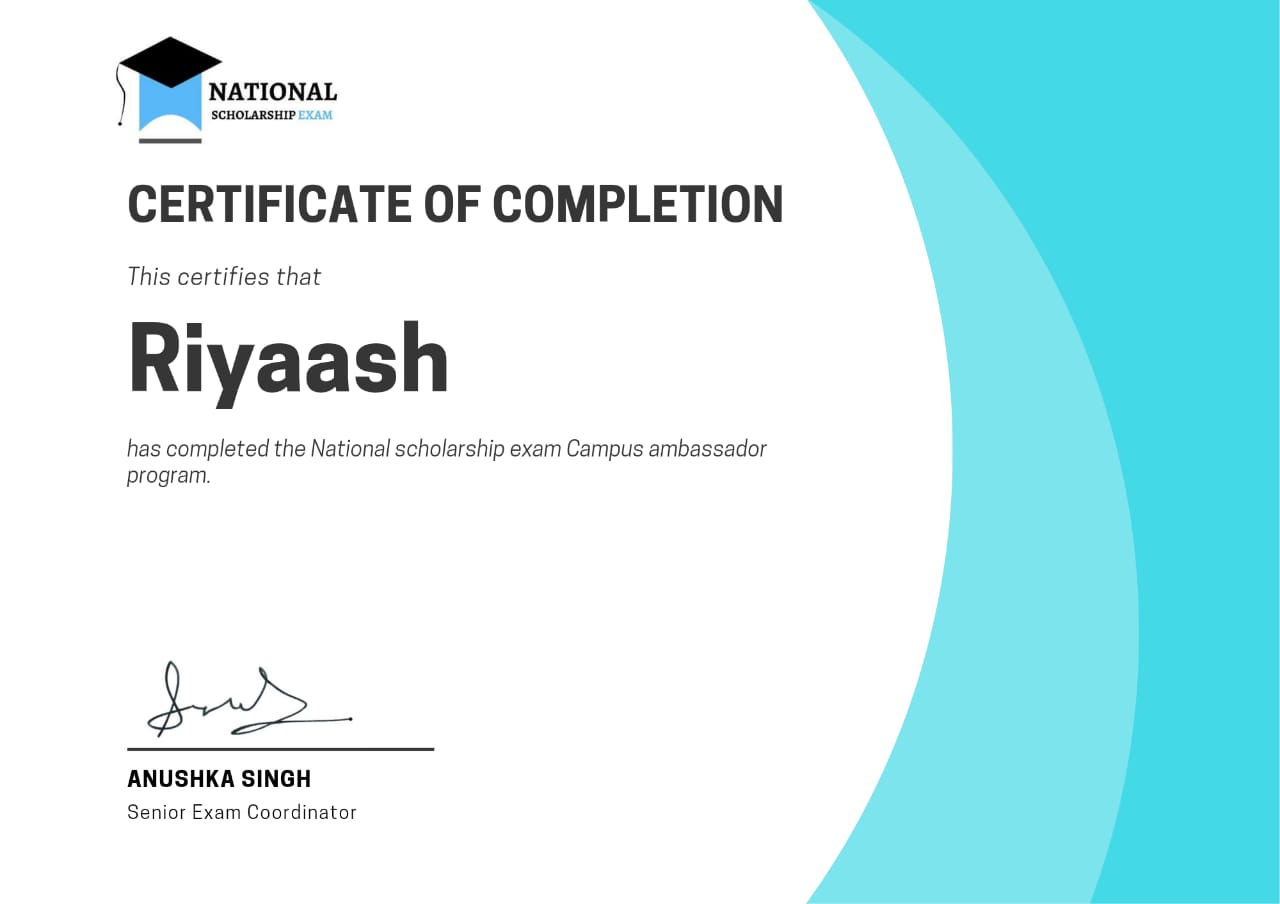 NATIONAL
SCHOLARSHIP EXAM
CERTIFICATE OF COMPLETION
This certifies that
Riyaash
has completed the National scholarship exam Campus ambassador
program.
ANUSHKA SINGH
Senior Exam Coordinator